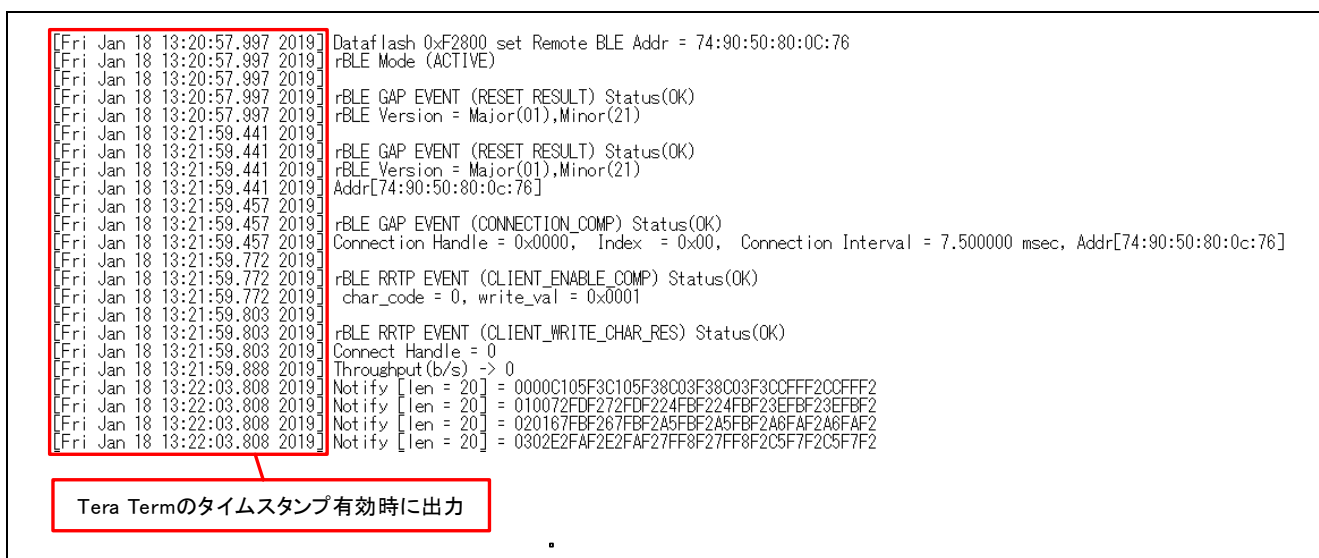 [Fri Jan 18 13:20:57.997 2019] Dataflash 0xF2800 set Remote BLE Addr = 74:90:50:80:0C:76
[Fri Jan 18 13:20:57.997 2019] rBLE Mode (ACTIVE)
[Fri Jan 18 13:20:57.997 2019]
[Fri Jan 18 13:20:57.997 2019] rBLE GAP EVENT (RESET RESULT) Status(OK)
[Fri Jan 18 13:20:57.997 2019] rBLE Version = Major(01),Minor(21)
[Fri Jan 18 13:21:59.441 2019]
[Fri Jan 18 13:21:59.441 2019] rBLE GAP EVENT (RESET RESULT) Status(OK)
[Fri Jan 18 13:21:59.441 2019] rBLE Version = Major(01),Minor(21)
[Fri Jan 18 13:21:59.441 2019] Addr[74:90:50:80:0c:76]
[Fri Jan 18 13:21:59.457 2019]
[Fri Jan 18 13:21:59.457 2019] rBLE GAP EVENT (CONNECTION_COMP) Status(OK)
[Fri Jan 18 13:21:59.457 2019] Connection Handle = 0x0000, Index = 0x00, Connection Interval = 7.500000 msec, Addr[74:90:50:80:0c:76]
[Fri Jan 18 13:21:59.772 2019]
[Fri Jan 18 13:21:59.772 2019] rBLE RRTP EVENT (CLIENT_ENABLE_COMP) Status(OK)
[Fri Jan 18 13:21:59.772 2019] char_code = 0, write_val = 0x0001
[Fri Jan 18 13:21:59.803 2019]
[Fri Jan 18 13:21:59.803 2019] rBLE RRTP EVENT (CLIENT_WRITE_CHAR_RES) Status(OK)
[Fri Jan 18 13:21:59.803 2019] Connect Handle = 0
[Fri Jan 18 13:21:59.888 2019] Throughput(b/s) -> 0
[Fri Jan 18 13:22:03.808 2019] Notify [len = 20] = 0000C105F3C105F38C03F38C03F3CCFFF2CCFFF2
[Fri Jan 18 13:22:03.808 2019] Notify [len = 20] = 010072FDF272FDF224FBF224FBF23EFBF23EFBF2
[Fri Jan 18 13:22:03.808 2019] Notify [len = 20] = 020167FBF267FBF2A5FBF2A5FBF2A6FAF2A6FAF2
[Fri Jan 18 13:22:03.808 2019] Notify [len = 20] = 0302E2FAF2E2FAF27FF8F27FF8F2C5F7F2C5F7F2
Tera Termのタイムスタンプ有効時に出力
。